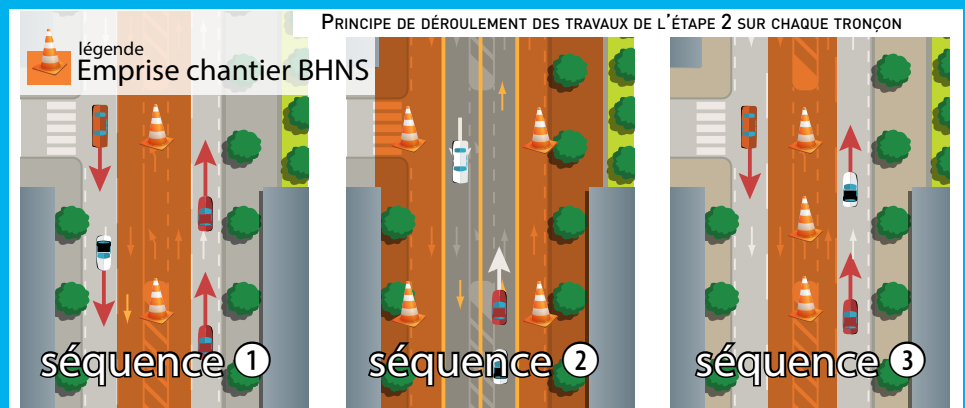 PRINCIPE DE DÉROULEMENT DES TRAVAUX DE L'ÉTAPE 2 SUR CHAQUE TRONÇON
légende
Emprise chantier BHNS
séquence 1
séquence 2
séquence 3